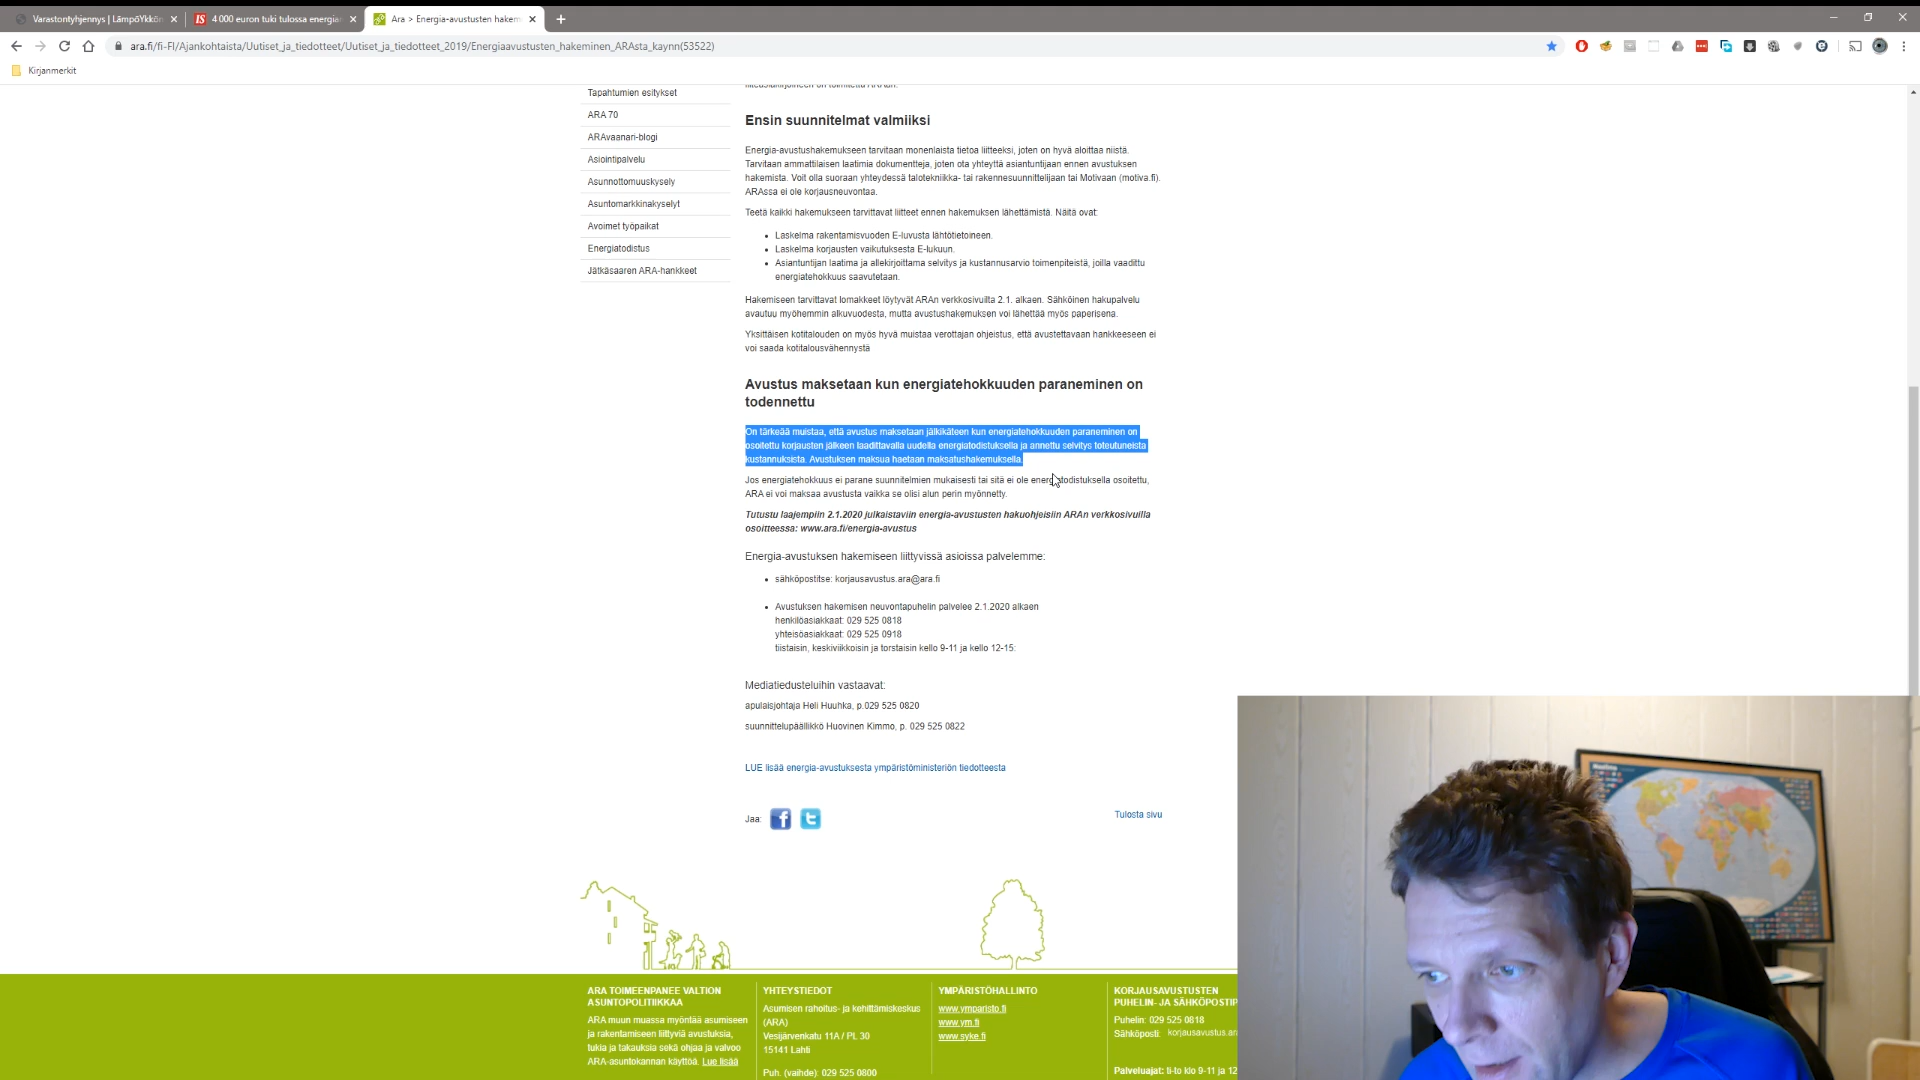 Varastontyhjennys | LämpöYkkön
4 000 euron tuki tulossa energia
Ara > Energia-avustusten hakem
ara.fi/fi-FI/Ajankohtaista/Uutiset_ja_tiedotteet/Uutiset_ja_tiedotteet_2019/Energiaavustusten_hakeminen_ARAsta_kaynn(53522)
Kirjanmerkit
Tapahtumien esitykset
ARA 70
ARAvaanari-blogi
Asiointipalvelu
Asunnottomuuskysely
Asuntomarkkinakyselyt
Avoimet työpaikat
Energiatodistus
Jätkäsaaren ARA-hankkeet
Ensin suunnitelmat valmiiksi
Energia-avustushakemukseen tarvitaan monenlaista tietoa liitteeksi, joten on hyvä aloittaa niistä.
Tarvitaan ammattilaisen laatimia dokumentteja, joten ota yhteyttä asiantuntijaan ennen avustuksen
hakemista. Voit olla suoraan yhteydessä talotekniikka- tai rakennesuunnittelijaan tai Motivaan (motiva.fi).
ARAssa ei ole korjausneuvontaa.
Teetä kaikki hakemukseen tarvittavat liitteet ennen hakemuksen lähettämistä. Näitä ovat:
• Laskelma rakentamisvuoden E-luvusta lähtötietoineen.
• Laskelma korjausten vaikutuksesta E-lukuun.
• Asiantuntijan laatima ja allekirjoittama selvitys ja kustannusarvio toimenpiteistä, joilla vaadittu
energiatehokkuus saavutetaan.
Hakemiseen tarvittavat lomakkeet löytyvät ARAn verkkosivuilta 2.1. alkaen. Sähköinen hakupalvelu
avautuu myöhemmin alkuvuodesta, mutta avustushakemuksen voi lähettää myös paperisena.
Yksittäisen kotitalouden on myös hyvä muistaa verottajan ohjeistus, että avustettavaan hankkeeseen ei
voi saada kotitalousvähennystä
Avustus maksetaan kun energiatehokkuuden paraneminen on
todennettu
On tärkeää muistaa, että avustus maksetaan jälkikäteen kun energiatehokkuuden paraneminen on
osoitettu korjausten jälkeen laadittavalla uudella energiatodistuksella ja annettu selvitys toteutuneista
kustannuksista. Avustuksen maksua haetaan maksatushakemuksella
Jos energiatehokkuus ei parane suunnitelmien mukaisesti tai sitä ei ole energiatodistuksella osoitettu,
ARA ei voi maksaa avustusta vaikka se olisi alun perin myönnetty.
Tutustu laajempiin 2.1.2020 julkaistaviin energia-avustusten hakuohjeisiin ARAn verkkosivuilla
osoitteessa: www.ara.fi/energia-avustus
Energia-avustuksen hakemiseen liittyvissä asioissa palvelemme:
• sähköpostitse: korjausavustus.ara@ara.fi
• Avustuksen hakemisen neuvontapuhelin palvelee 2.1.2020 alkaen
henkilöasiakkaat: 029 525 0818
yhteisöasiakkaat: 029 525 0918
tiistaisin, keskiviikkoisin ja torstaisin kello 9-11 ja kello 12-15:
Mediatiedusteluihin vastaavat:
apulaisjohtaja Heli Huuhka, p.029 525 0820
suunnittelupäällikkö Huovinen Kimmo, p. 029 525 0822
LUE lisää energia-avustuksesta ympäristöministeriön tiedotteesta
Jaa:
Tulosta sivu
ARA TOIMEENPANEE VALTION
ASUNTOPOLITIIKKAA
ARA muun muassa myöntää asumiseen
ja rakentamiseen liittyviä avustuksia,
tukia ja takauksia sekä ohjaa ja valvoo
ARA-asuntokannan käyttöä. Lue lisää
YHTEYSTIEDOT
Asumisen rahoitus- ja kehittämiskeskus
(ARA)
Vesijärvenkatu 11A / PL 30
15141 Lahti
Puh. (vaihde): 029 525 0800
YMPÄRISTÖHALLINTO
www.ymparisto.fi
www.ym.fi
www.syke.fi
KORJAUSAVUSTUSTEN
PUHELIN- JA SÄHKÖPOSTIP
Puhelin: 029 525 0818
Sähköposti: korjausavustus.ara
Palveluajat: ti-to klo 9-11 ja 12